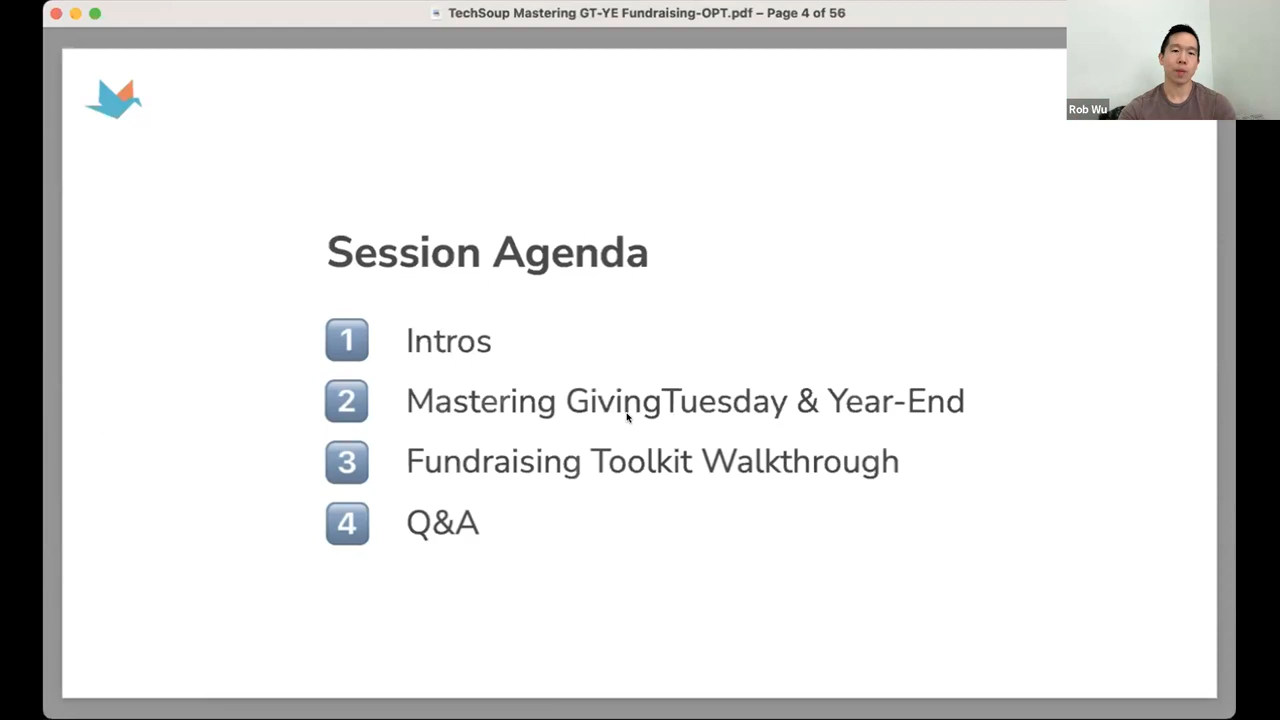 TechSoup Mastering GT-YE Fundraising-OPT.pdf – Page 4 of 56
Rob Wu
Session Agenda
1 Intros
2 Mastering GivingTuesday & Year-End
3 Fundraising Toolkit Walkthrough
4 Q&A